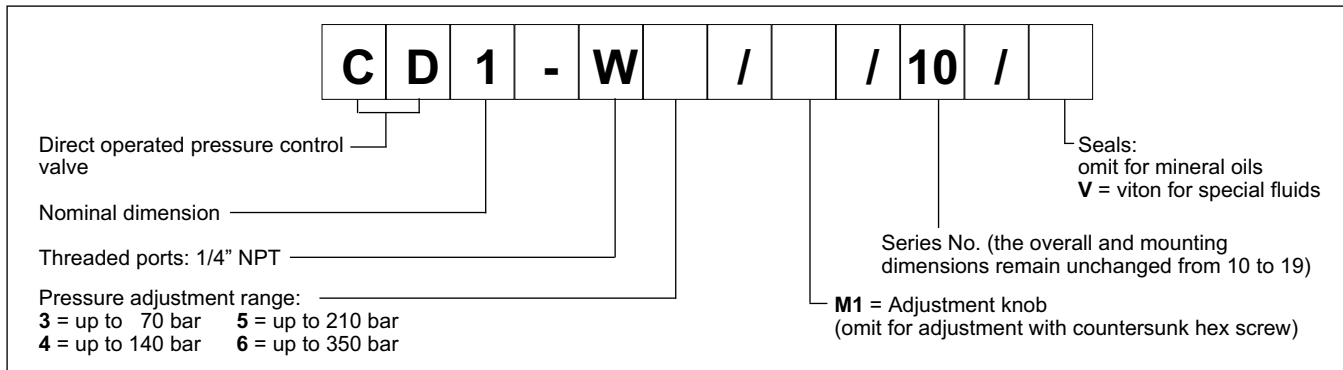 C D 1 - W / / 10 /
Direct operated pressure control
valve
Nominal dimension
Threaded ports: 1/4” NPT
Pressure adjustment range:
3 = up to 70 bar 5 = up to 210 bar
4 = up to 140 bar 6 = up to 350 bar
Seals:
omit for mineral oils
V = viton for special fluids
Series No. (the overall and mounting
dimensions remain unchanged from 10 to 19)
M1 = Adjustment knob
(omit for adjustment with countersunk hex screw)